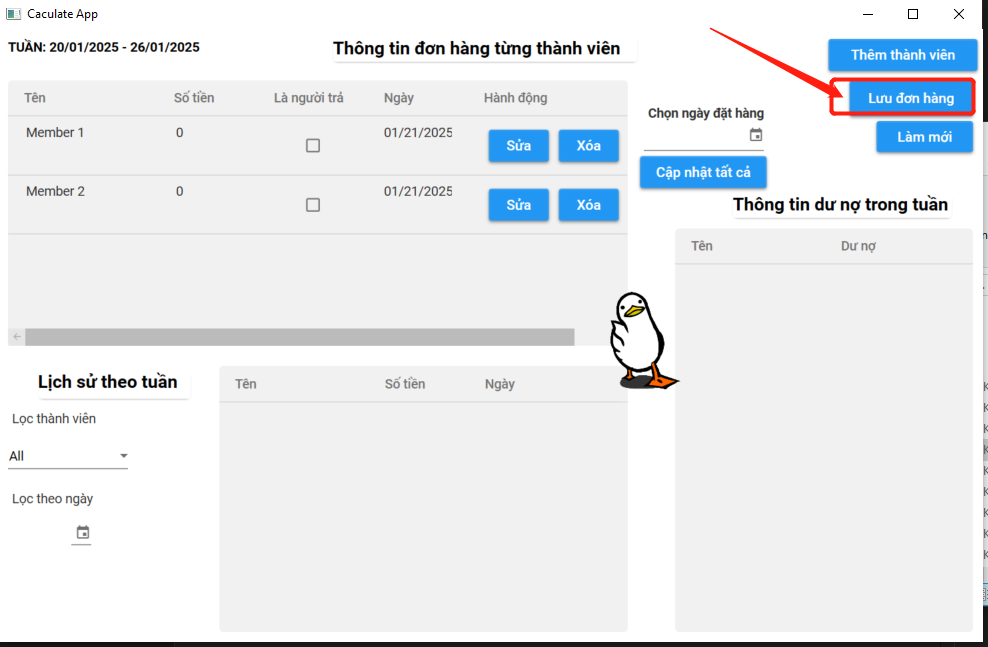 Caculate App
TUẦN: 20/01/2025 - 26/01/2025
Thông tin đơn hàng từng thành viên
Thêm thành viên
Lưu đơn hàng
Làm mới
Tên Số tiền Là người trả Ngày Hành động
Member 1 0 01/21/2025 Sửa Xóa
Member 2 0 01/21/2025 Sửa Xóa
Chọn ngày đặt hàng
Cập nhật tất cả
Thông tin dư nợ trong tuần
Tên Dư nợ
Lịch sử theo tuần
Lọc thành viên
All
Lọc theo ngày
Tên Số tiền Ngày